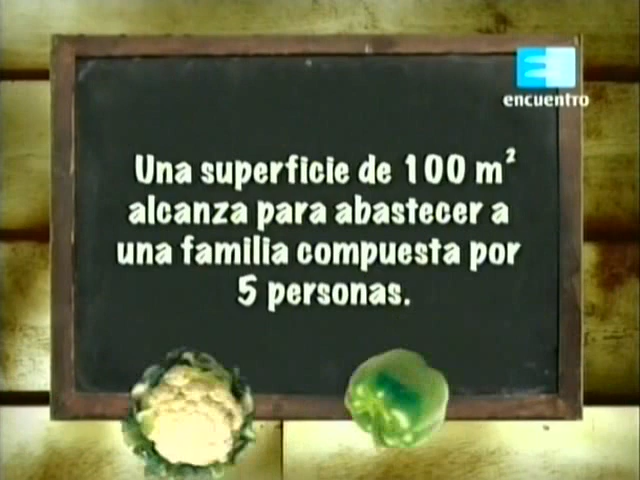 encuentro
Una superficie de 100 m²
alcanza para abastecer a
una familia compuesta por
5 personas.